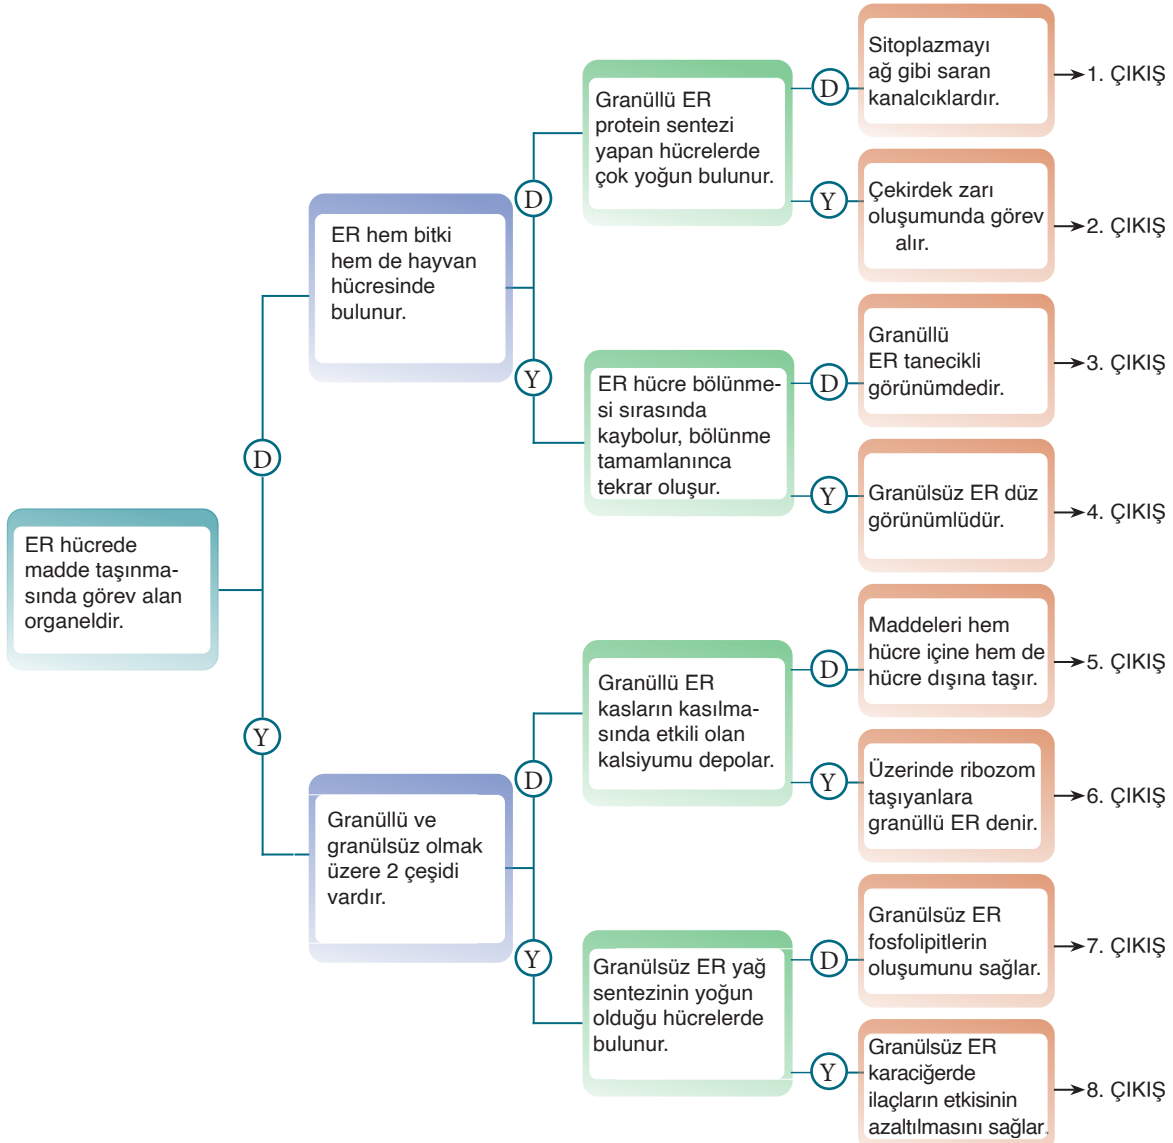 ER hücrede
madde taşınma-
sında görev alan
organeldir.
D
Y
ER hem bitki
hem de hayvan
hücresinde
bulunur.
D
Y
Granüllü ve
granülsüz olmak
üzere 2 çeşidi
vardır.
D
Y
Granüllü ER
protein sentezi
yapan hücrelerde
çok yoğun bulunur.
D
Y
ER hücre bölünme-
si sırasında
kaybolur, bölünme
tamamlanınca
tekrar oluşur.
D
Y
Granüllü ER
kasların kasılma-
sında etkili olan
kalsiyumu depolar.
D
Y
Granülsüz ER yağ
sentezinin yoğun
olduğu hücrelerde
bulunur.
D
Y
Sitoplazmayı
ağ gibi saran
kanalcıklardır.
1. ÇIKIŞ
Çekirdek zarı
oluşumunda görev
alır.
2. ÇIKIŞ
Granüllü
ER tanecikli
görünümdedir.
3. ÇIKIŞ
Granülsüz ER düz
görünümlüdür.
4. ÇIKIŞ
Maddeleri hem
hücre içine hem de
hücre dışına taşır.
5. ÇIKIŞ
Üzerinde ribozom
taşıyanlara
granüllü ER denir.
6. ÇIKIŞ
Granülsüz ER
fosfolipitlerin
oluşumunu sağlar.
7. ÇIKIŞ
Granülsüz ER
karaciğerde
ilaçların etkisinin
azaltılmasını sağlar.
8. ÇIKIŞ